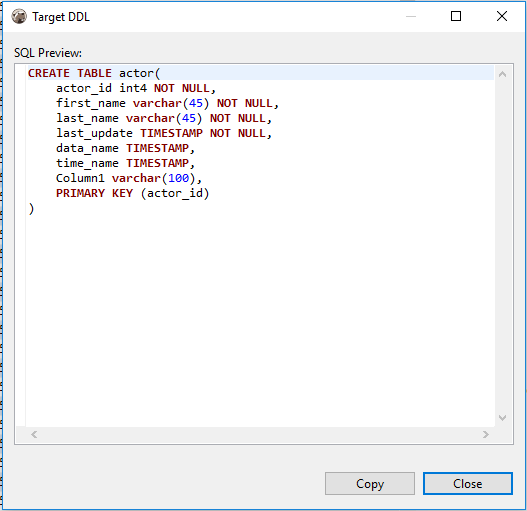 Target DDL
SQL Preview:
CREATE TABLE actor(
    actor_id int4 NOT NULL,
    first_name varchar(45) NOT NULL,
    last_name varchar(45) NOT NULL,
    last_update TIMESTAMP NOT NULL,
    data_name TIMESTAMP,
    time_name TIMESTAMP,
    Column1 varchar(100),
    PRIMARY KEY (actor_id)
)
Copy
Close